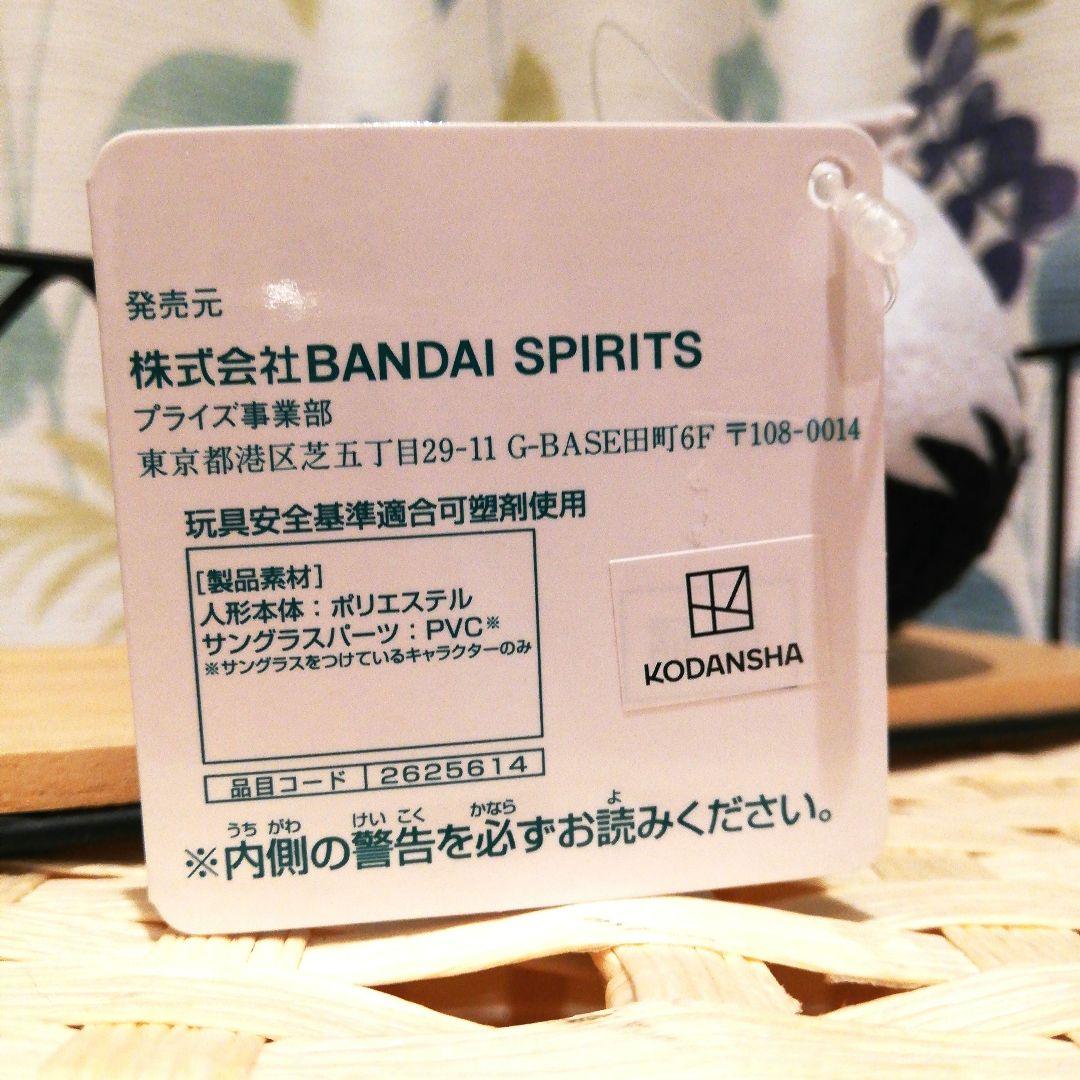 発売元
株式会社BANDAI SPIRITS
プライズ事業部
東京都港区芝五丁目29-11 G-BASE田町6F 〒108-0014
玩具安全基準適合可塑剤使用
[製品素材]
人形本体：ポリエステル
サングラスパーツ：PVC※
※サングラスをつけているキャラクターのみ
KODANSHA
品目コード 2625614
うち がわ けい こく かなら よ
※内側の警告を必ずお読みください。